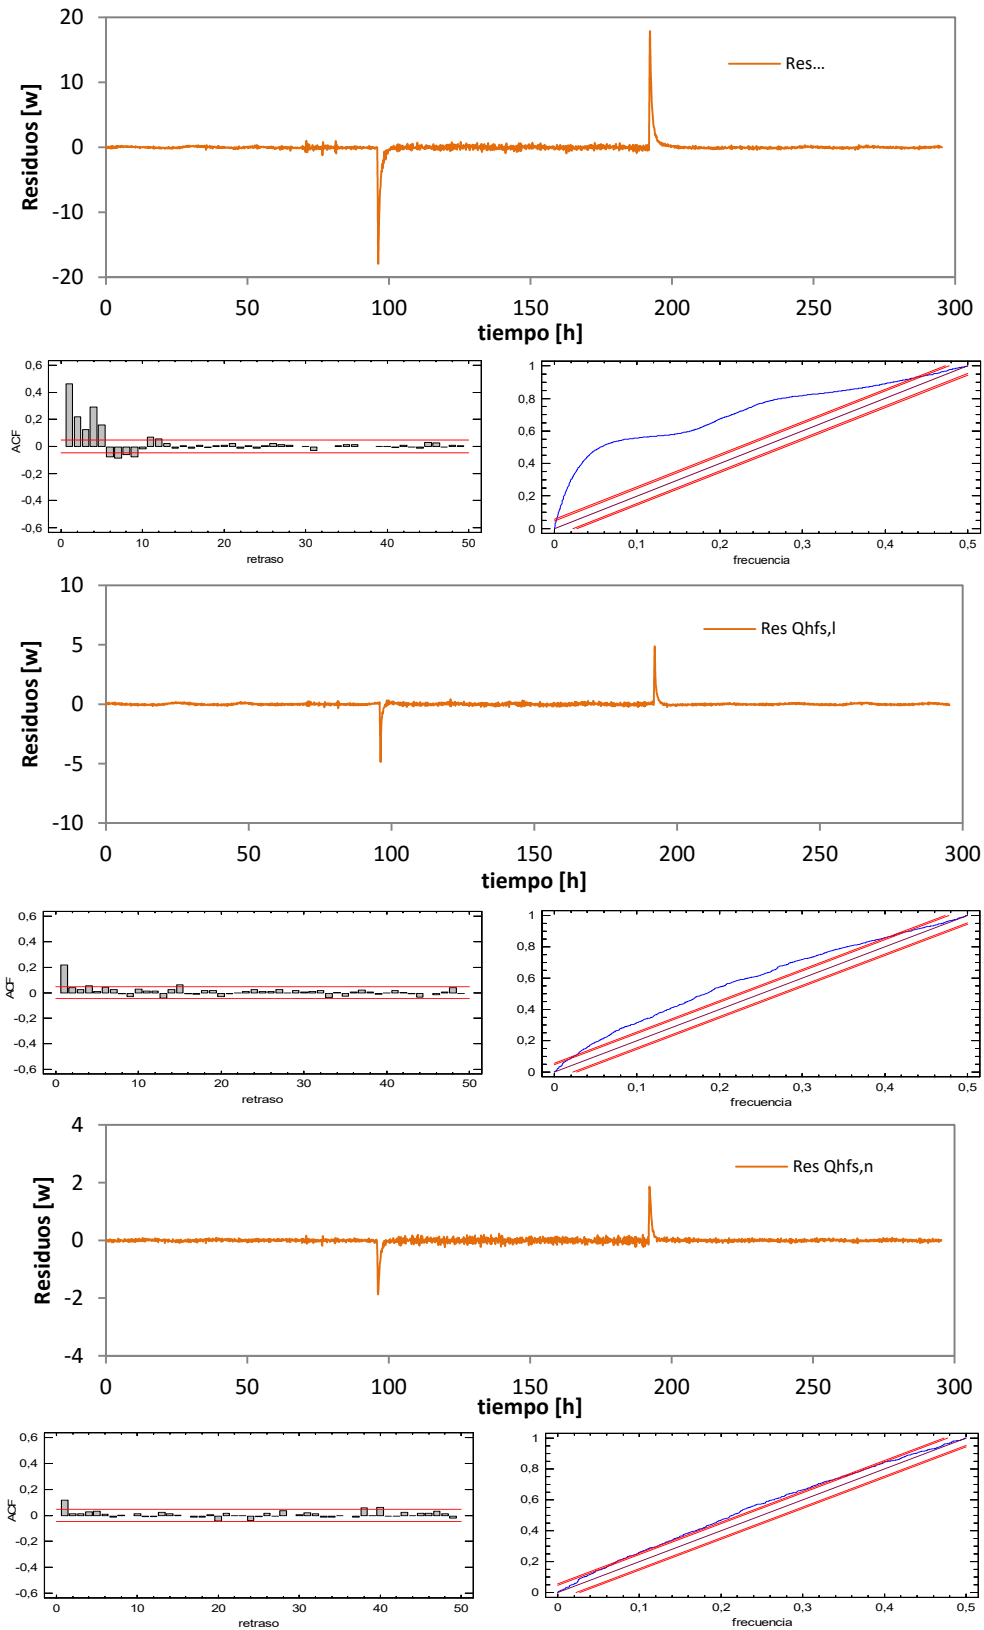 20
10
0
-10
-20
Residuos [w]
Res...
0 50 100 150 200 250 300
tiempo [h]
0,6
0,4
0,2
0
-0,2
-0,4
-0,6
ACF
0 10 20 30 40 50
retraso
1
0,8
0,6
0,4
0,2
0
0 0,1 0,2 0,3 0,4 0,5
frecuencia
10
5
0
-5
-10
Residuos [w]
Res Qhfs,l
0 50 100 150 200 250 300
tiempo [h]
0,6
0,4
0,2
0
-0,2
-0,4
-0,6
ACF
0 10 20 30 40 50
retraso
1
0,8
0,6
0,4
0,2
0
0 0,1 0,2 0,3 0,4 0,5
frecuencia
4
2
0
-2
-4
Residuos [w]
Res Qhfs,n
0 50 100 150 200 250 300
tiempo [h]
0,6
0,4
0,2
0
-0,2
-0,4
-0,6
ACF
0 10 20 30 40 50
retraso
1
0,8
0,6
0,4
0,2
0
0 0,1 0,2 0,3 0,4 0,5
frecuencia